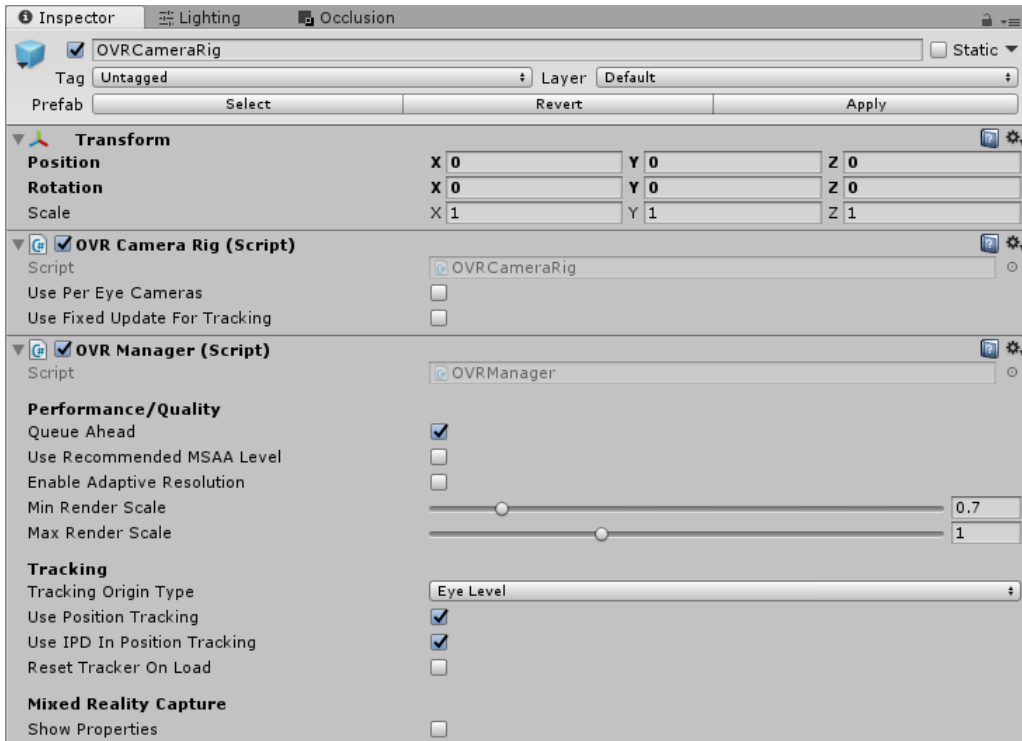 Inspector Lighting Occlusion
OVRCameraRig Static
Tag Untagged Layer Default
Prefab Select Revert Apply
Transform
Position X 0 Y 0 Z 0
Rotation X 0 Y 0 Z 0
Scale X 1 Y 1 Z 1
OVR Camera Rig (Script)
Script OVRCameraRig
Use Per Eye Cameras
Use Fixed Update For Tracking
OVR Manager (Script)
Script OVRManager
Performance/Quality
Queue Ahead
Use Recommended MSAA Level
Enable Adaptive Resolution
Min Render Scale 0.7
Max Render Scale 1
Tracking
Tracking Origin Type Eye Level
Use Position Tracking
Use IPD In Position Tracking
Reset Tracker On Load
Mixed Reality Capture
Show Properties